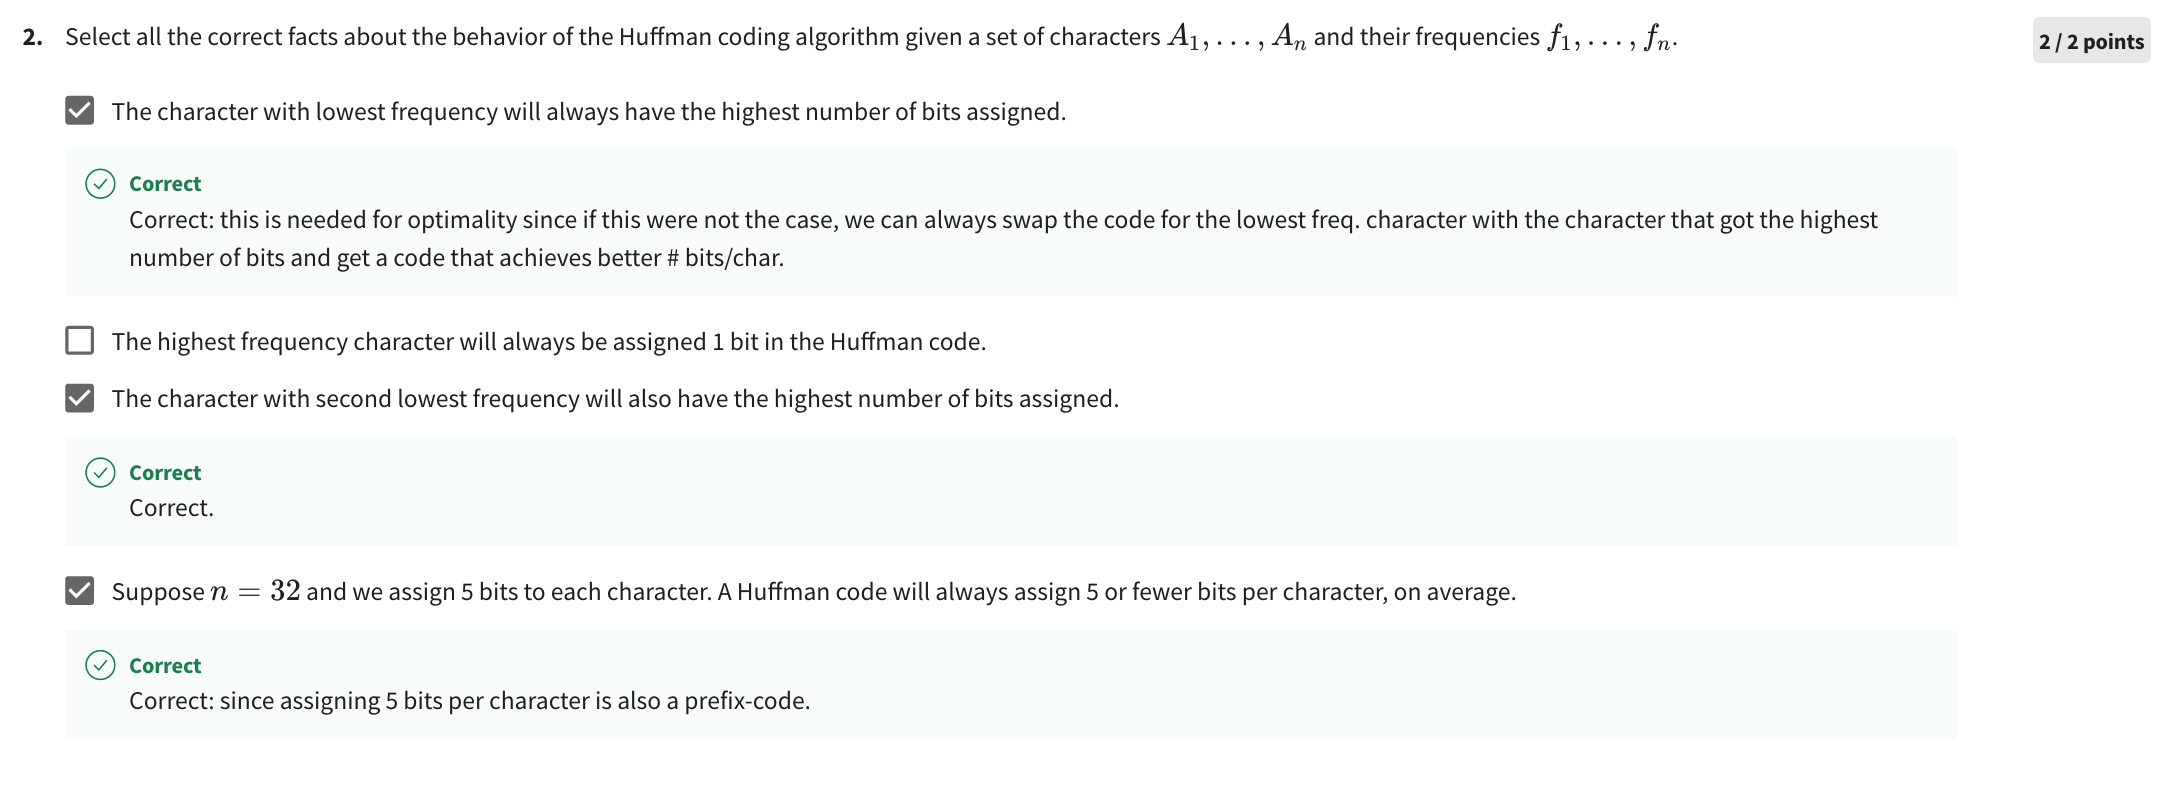 2. Select all the correct facts about the behavior of the Huffman coding algorithm given a set of characters A₁, . . . , Aₙ and their frequencies f₁, . . . , fₙ.
2 / 2 points
The character with lowest frequency will always have the highest number of bits assigned.
Correct
Correct: this is needed for optimality since if this were not the case, we can always swap the code for the lowest freq. character with the character that got the highest
number of bits and get a code that achieves better # bits/char.
The highest frequency character will always be assigned 1 bit in the Huffman code.
The character with second lowest frequency will also have the highest number of bits assigned.
Correct
Correct.
Suppose n = 32 and we assign 5 bits to each character. A Huffman code will always assign 5 or fewer bits per character, on average.
Correct
Correct: since assigning 5 bits per character is also a prefix-code.